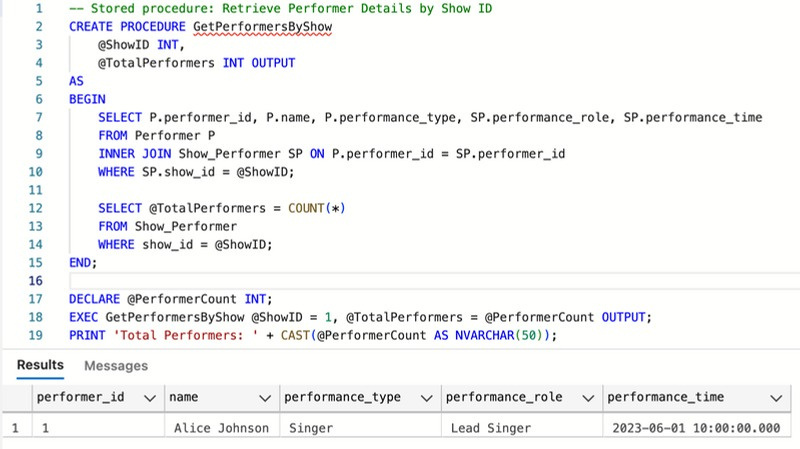 1 -- Stored procedure: Retrieve Performer Details by Show ID
2 CREATE PROCEDURE GetPerformersByShow
3     @ShowID INT,
4     @TotalPerformers INT OUTPUT
5 AS
6 BEGIN
7     SELECT P.performer_id, P.name, P.performance_type, SP.performance_role, SP.performance_time
8     FROM Performer P
9     INNER JOIN Show_Performer SP ON P.performer_id = SP.performer_id
10     WHERE SP.show_id = @ShowID;
11
12     SELECT @TotalPerformers = COUNT(*)
13     FROM Show_Performer
14     WHERE show_id = @ShowID;
15 END;
16
17 DECLARE @PerformerCount INT;
18 EXEC GetPerformersByShow @ShowID = 1, @TotalPerformers = @PerformerCount OUTPUT;
19 PRINT 'Total Performers: ' + CAST(@PerformerCount AS NVARCHAR(50));
Results Messages
performer_id name performance_type performance_role performance_time
1 1 Alice Johnson Singer Lead Singer 2023-06-01 10:00:00.000